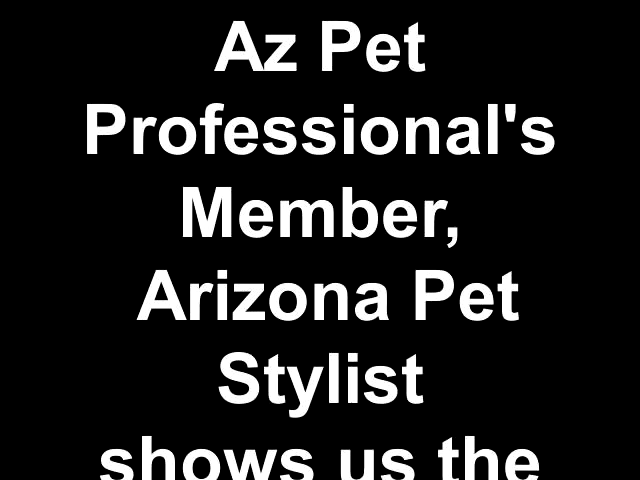 Az Pet
Professional's
Member,
Arizona Pet
Stylist
shows us the